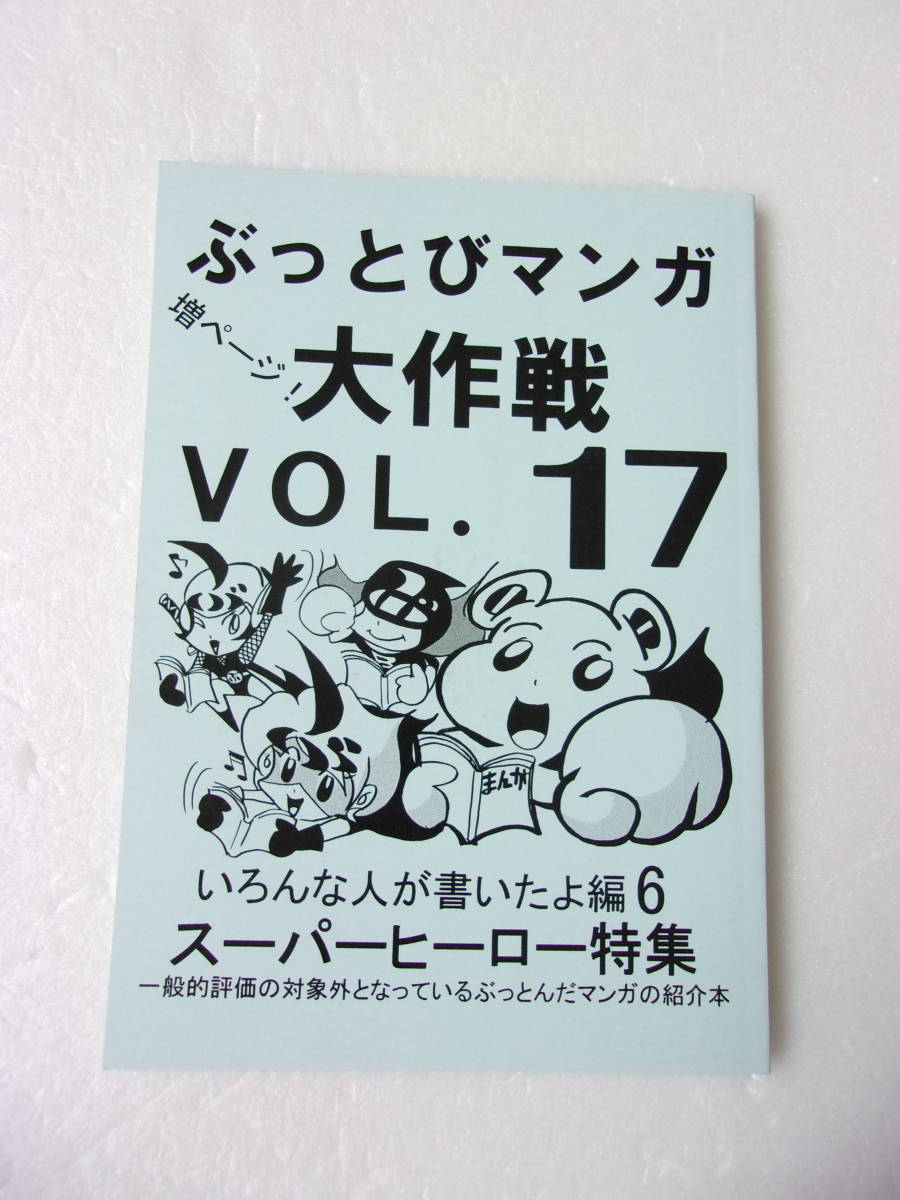 ぶっとびマンガ
増ページ!
大作戦
VOL. 17
まんが
いろんな人が書いたよ編6
スーパーヒーロー特集
一般的評価の対象外となっているぶっとんだマンガの紹介本